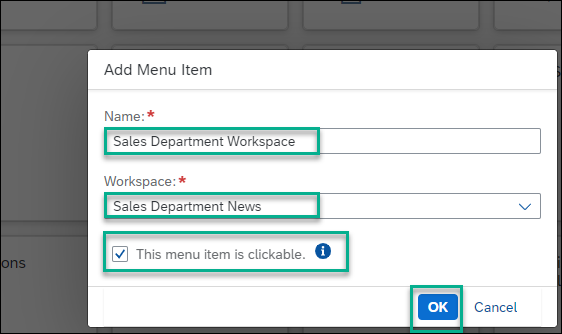 Add Menu Item
Name: *
Sales Department Workspace
Workspace: *
Sales Department News
This menu item is clickable.
OK Cancel
ons